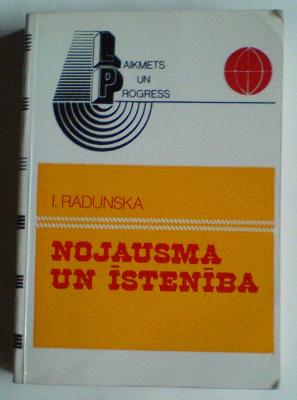 LAIKMETS
UN
PROGRESS
I. RADUNSKA
NOJAUSMA
UN ĪSTENĪBA